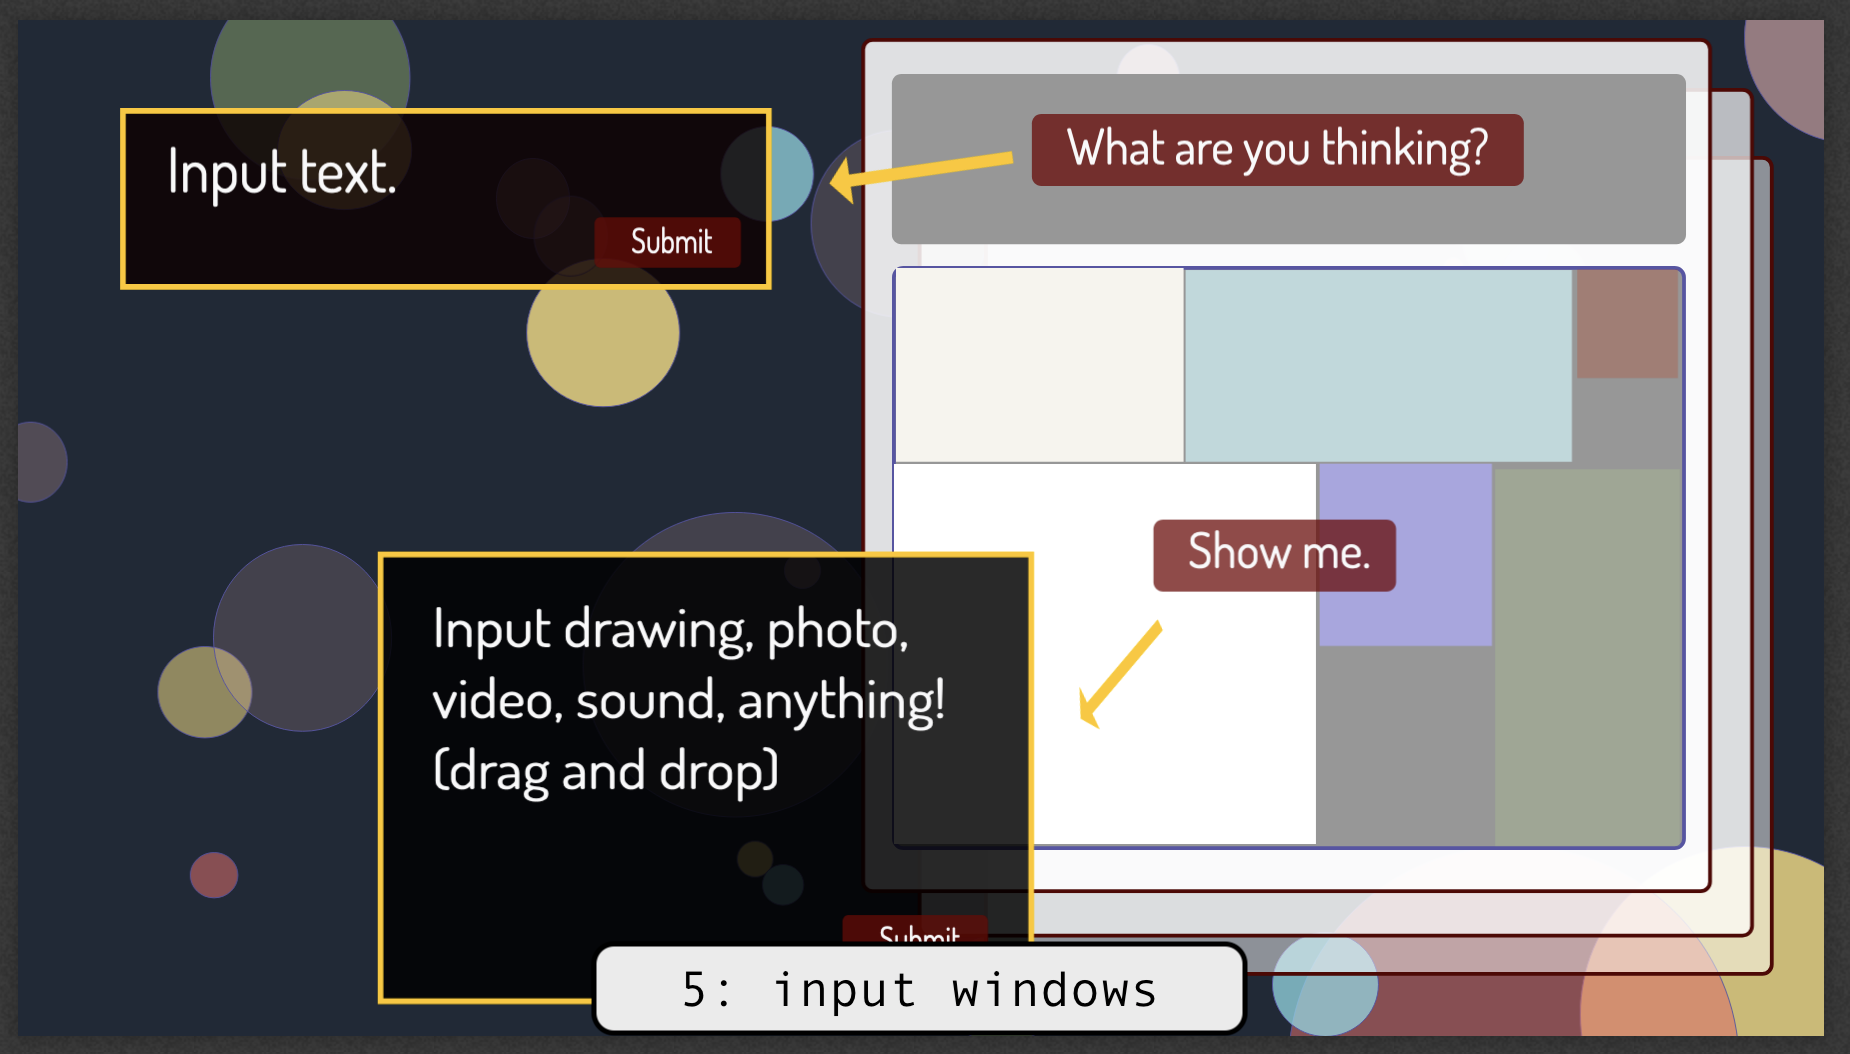 Input text.
Submit
What are you thinking?
Show me.
Input drawing, photo,
video, sound, anything!
(drag and drop)
Submit
5: input windows